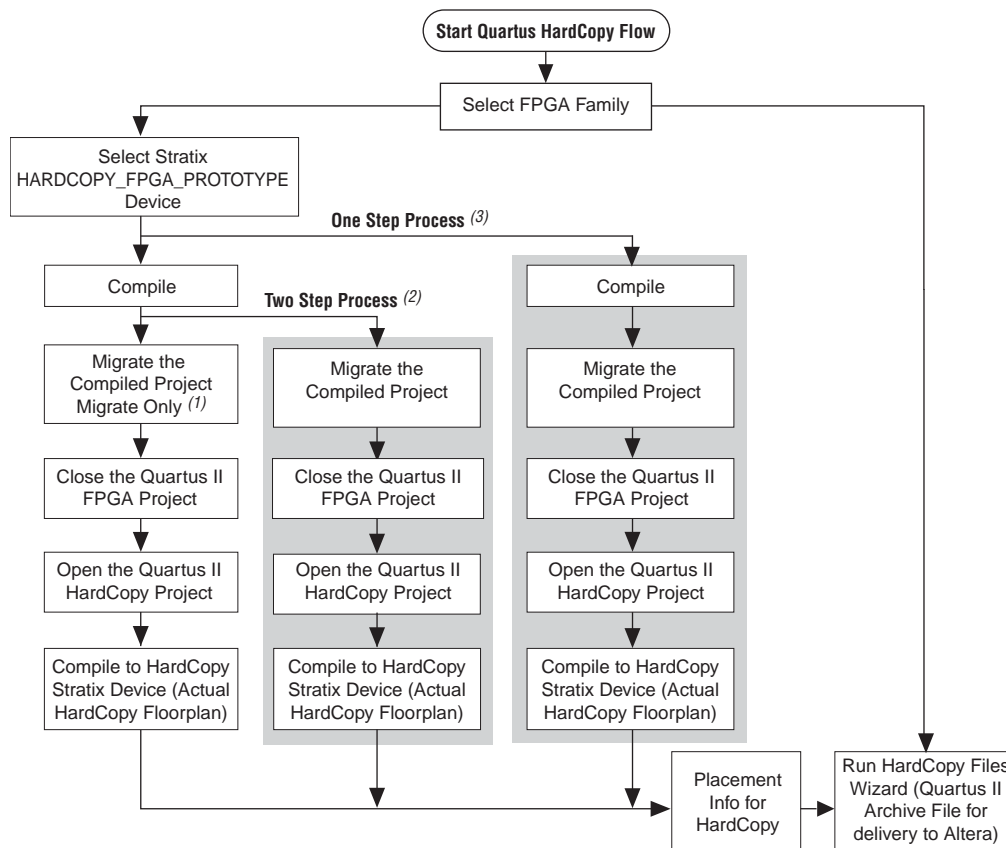 Start Quartus HardCopy Flow
Select FPGA Family
Select Stratix
HARDCOPY_FPGA_PROTOTYPE
Device
One Step Process (3)
Compile
Compile
Two Step Process (2)
Migrate the
Compiled Project
Migrate Only (1)
Migrate the
Compiled Project
Migrate the
Compiled Project
Close the Quartus II
FPGA Project
Close the Quartus II
FPGA Project
Close the Quartus II
FPGA Project
Open the Quartus II
HardCopy Project
Open the Quartus II
HardCopy Project
Open the Quartus II
HardCopy Project
Compile to HardCopy
Stratix Device (Actual
HardCopy Floorplan)
Compile to HardCopy
Stratix Device (Actual
HardCopy Floorplan)
Compile to HardCopy
Stratix Device (Actual
HardCopy Floorplan)
Placement
Info for
HardCopy
Run HardCopy Files
Wizard (Quartus II
Archive File for
delivery to Altera)